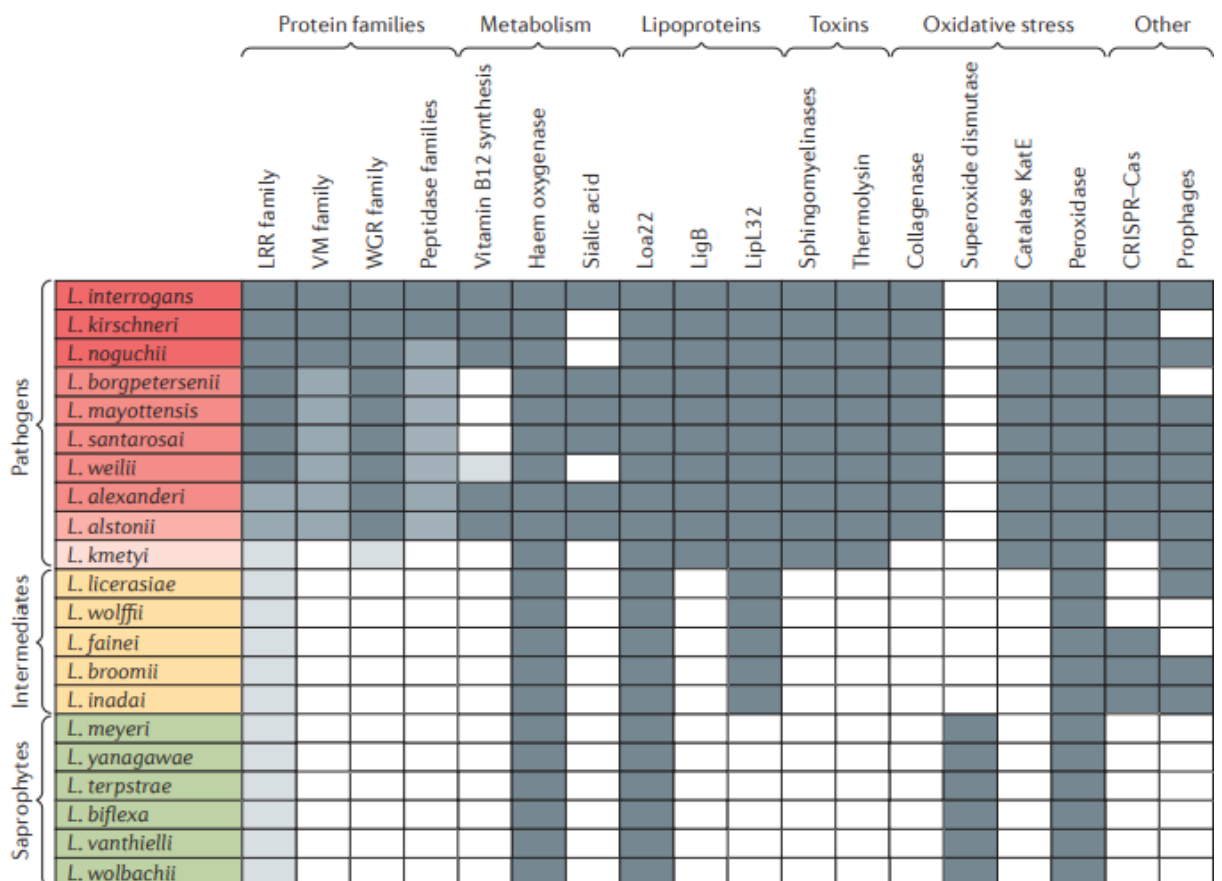 Protein families Metabolism Lipoproteins Toxins Oxidative stress Other
LRR family
VM family
WGR family
Peptidase families
Vitamin B12 synthesis
Haem oxygenase
Sialic acid
Loa22
LigB
LipL32
Sphingomyelinases
Thermolysin
Collagenase
Superoxide dismutase
Catalase KatE
Peroxidase
CRISPR–Cas
Prophages
Pathogens
L. interrogans
L. kirschneri
L. noguchii
L. borgpetersenii
L. mayottensis
L. santarosai
L. weilii
L. alexanderi
L. alstonii
L. kmetyi
Intermediates
L. licerasiae
L. wolffii
L. fainei
L. broomii
L. inadai
Saprophytes
L. meyeri
L. yanagawae
L. terpstrae
L. biflexa
L. vanthielli
L. wolbachii